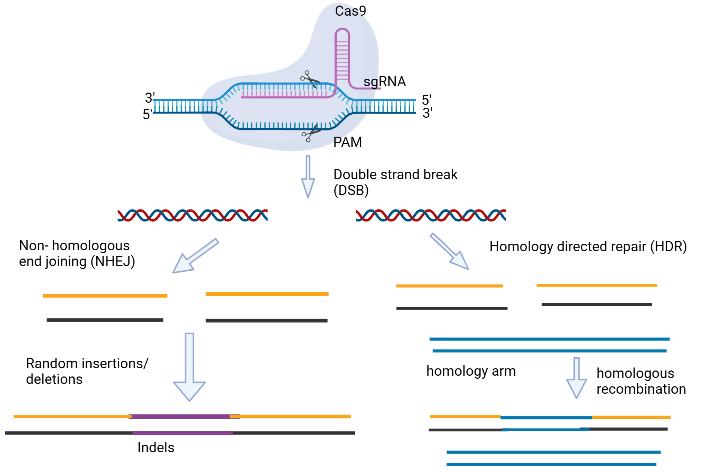 Cas9
sgRNA
3'
5'
5'
3'
PAM
Double strand break
(DSB)
Non- homologous
end joining (NHEJ)
Homology directed repair (HDR)
Random insertions/
deletions
homology arm
homologous
recombination
Indels